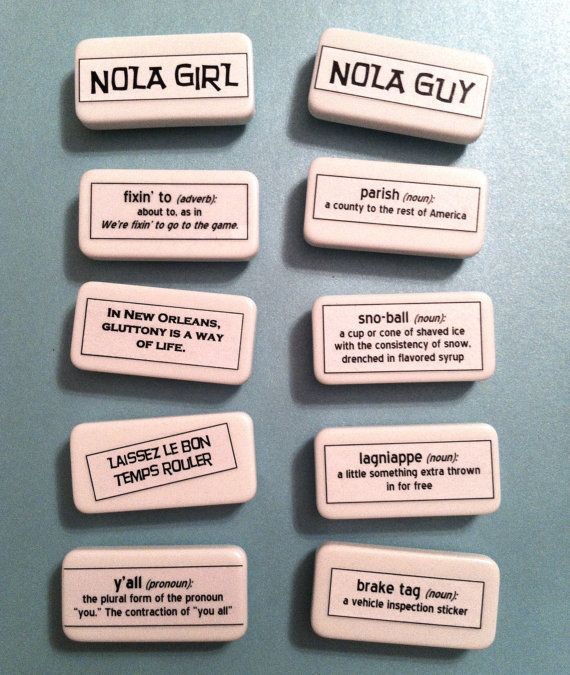 NOLA GIRL
NOLA GUY
fixin' to (adverb):
about to, as in
We're fixin' to go to the game.
parish (noun):
a county to the rest of America
IN NEW ORLEANS,
GLUTTONY IS A WAY
OF LIFE.
sno-ball (noun):
a cup or cone of shaved ice
with the consistency of snow,
drenched in flavored syrup
LAISSEZ LE BON
TEMPS ROULER
lagniappe (noun):
a little something extra thrown
in for free
y'all (pronoun):
the plural form of the pronoun
"you." The contraction of "you all"
brake tag (noun):
a vehicle inspection sticker